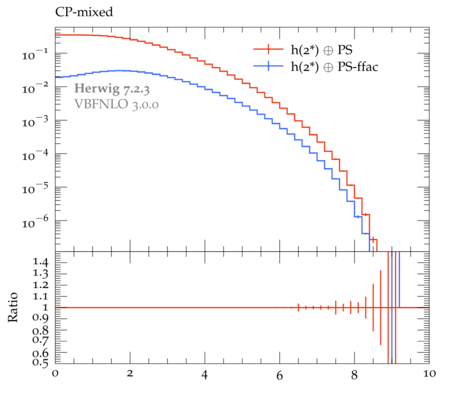 CP-mixed
h(2*) ⊕ PS
h(2*) ⊕ PS-ffac
Herwig 7.2.3
VBFNLO 3.0.0
10⁻¹
10⁻²
10⁻³
10⁻⁴
10⁻⁵
10⁻⁶
Ratio
1.4
1.3
1.2
1.1
1
0.9
0.8
0.7
0.6
0.5
0 2 4 6 8 10